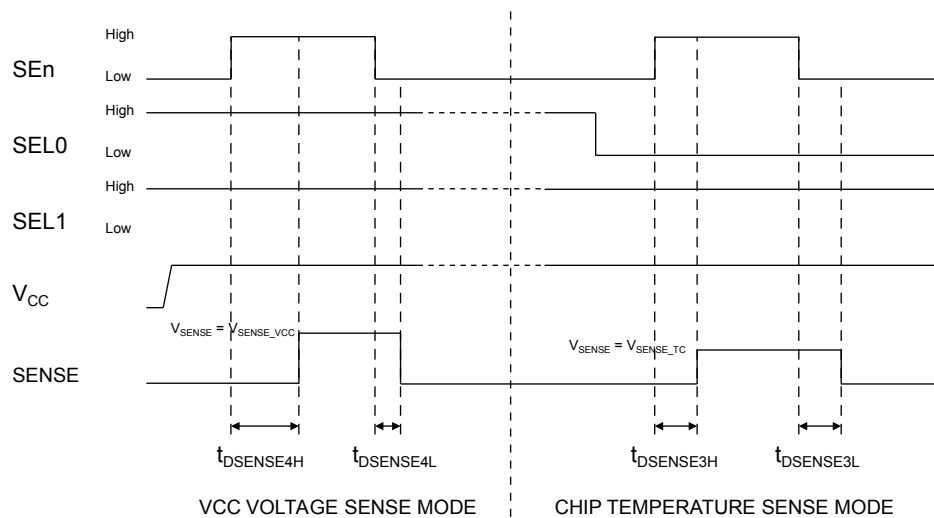 High
SEn
Low
High
SEL0
Low
High
SEL1
Low
VCC
VSENSE = VSENSE_VCC
VSENSE = VSENSE_TC
SENSE
tDSENSE4H
tDSENSE4L
tDSENSE3H
tDSENSE3L
VCC VOLTAGE SENSE MODE
CHIP TEMPERATURE SENSE MODE